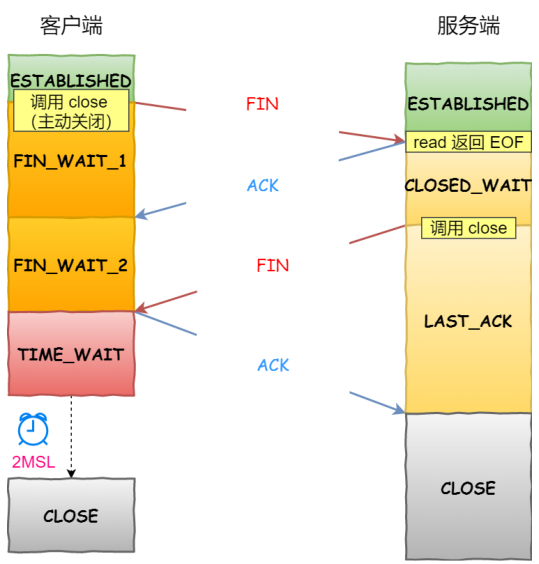 客户端
服务端
ESTABLISHED
调用 close
（主动关闭）
FIN
ESTABLISHED
read 返回 EOF
FIN_WAIT_1
ACK
CLOSED_WAIT
调用 close
FIN_WAIT_2
FIN
LAST_ACK
TIME_WAIT
ACK
2MSL
CLOSE
CLOSE